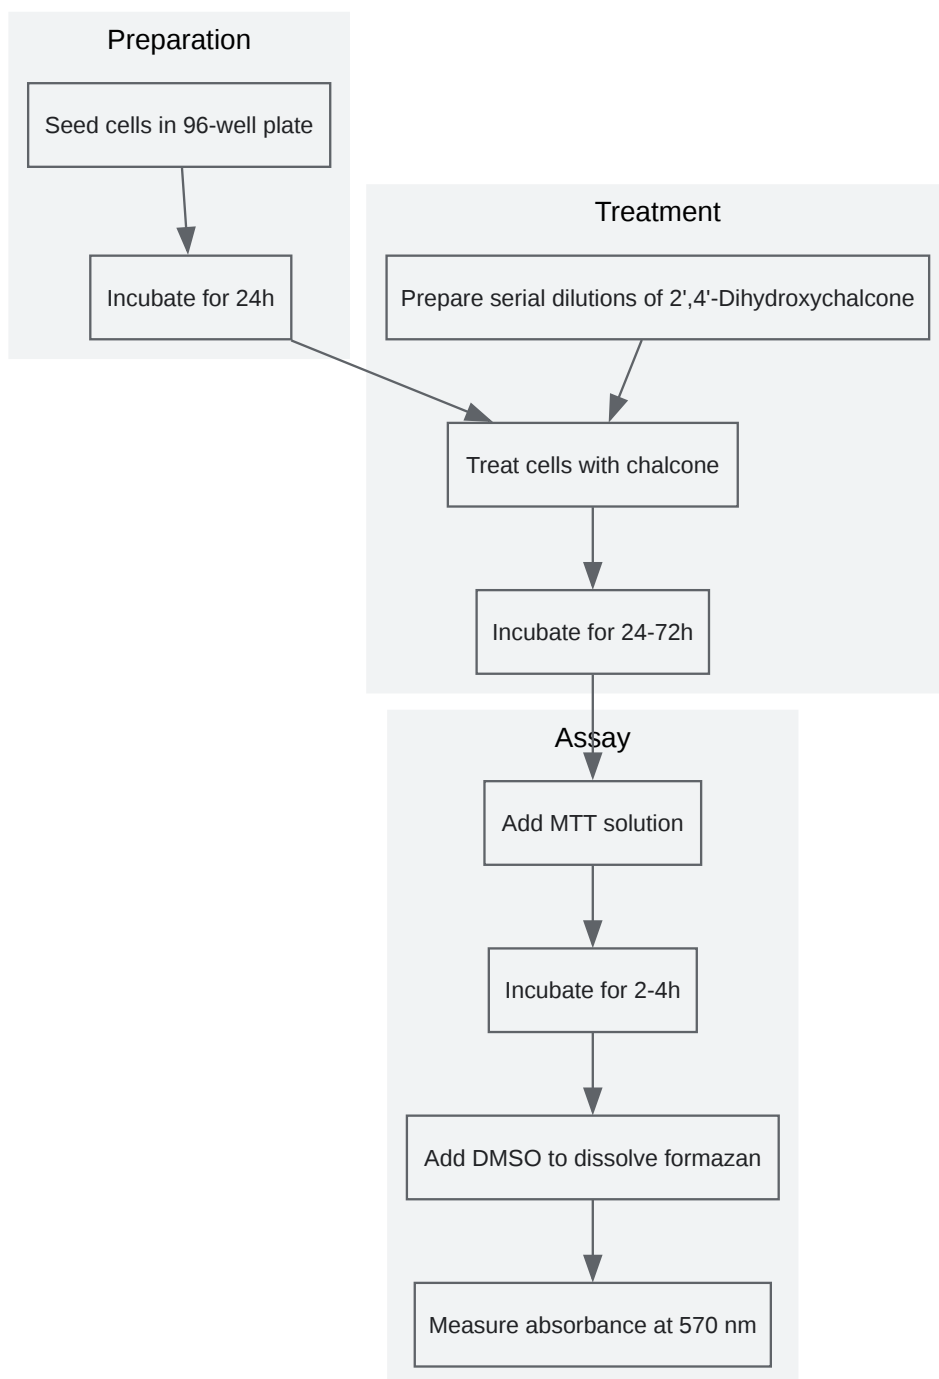 Preparation
Seed cells in 96-well plate
Incubate for 24h
Treatment
Prepare serial dilutions of 2',4'-Dihydroxychalcone
Treat cells with chalcone
Incubate for 24-72h
Assay
Add MTT solution
Incubate for 2-4h
Add DMSO to dissolve formazan
Measure absorbance at 570 nm